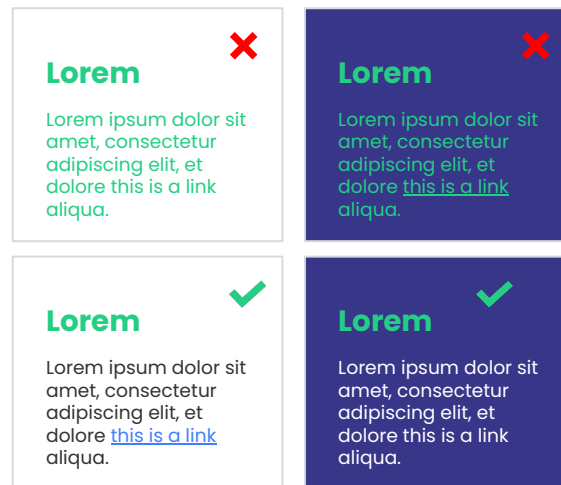 Lorem
Lorem ipsum dolor sit
amet, consectetur
adipiscing elit, et
dolore this is a link
aliqua.
Lorem
Lorem ipsum dolor sit
amet, consectetur
adipiscing elit, et
dolore this is a link
aliqua.
Lorem
Lorem ipsum dolor sit
amet, consectetur
adipiscing elit, et
dolore this is a link
aliqua.
Lorem
Lorem ipsum dolor sit
amet, consectetur
adipiscing elit, et
dolore this is a link
aliqua.